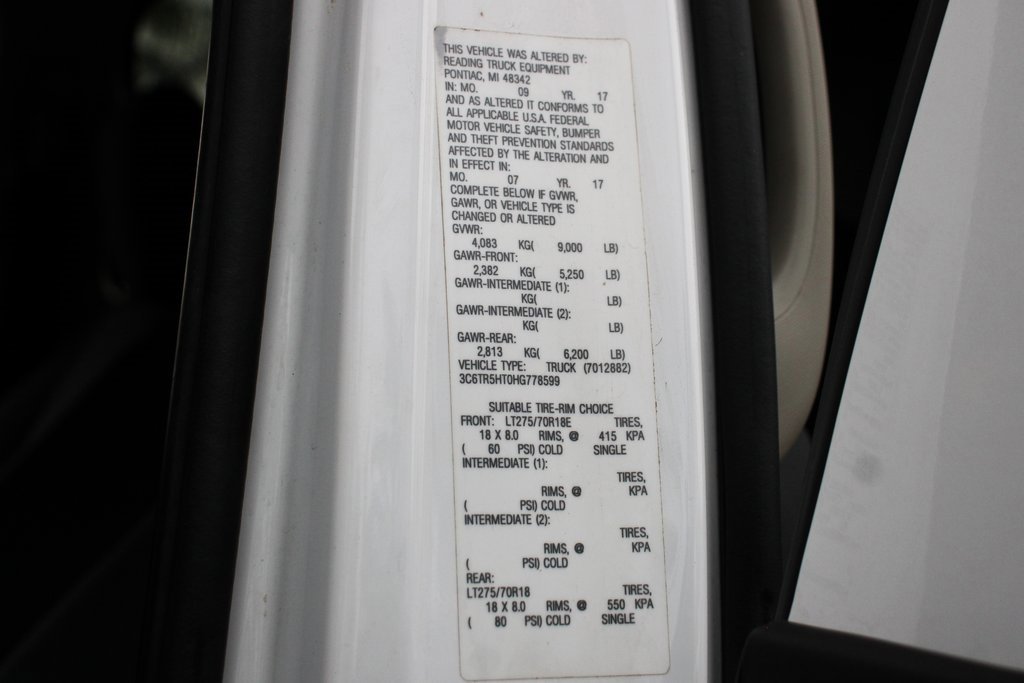 THIS VEHICLE WAS ALTERED BY:
READING TRUCK EQUIPMENT
PONTIAC, MI 48342
IN: MO. 09 YR. 17
AND AS ALTERED IT CONFORMS TO
ALL APPLICABLE U.S.A. FEDERAL
MOTOR VEHICLE SAFETY, BUMPER
AND THEFT PREVENTION STANDARDS
AFFECTED BY THE ALTERATION AND
IN EFFECT IN:
MO. 07 YR. 17
COMPLETE BELOW IF GVWR,
GAWR, OR VEHICLE TYPE IS
CHANGED OR ALTERED
GVWR:
4,083 KG( 9,000 LB)
GAWR-FRONT:
2,382 KG( 5,250 LB)
GAWR-INTERMEDIATE (1):
KG( LB)
GAWR-INTERMEDIATE (2):
KG( LB)
GAWR-REAR:
2,813 KG( 6,200 LB)
VEHICLE TYPE: TRUCK (7012882)
3C6TR5HT0HG778599
SUITABLE TIRE-RIM CHOICE
FRONT: LT275/70R18E TIRES,
18 X 8.0 RIMS, @ 415 KPA
( 60 PSI) COLD SINGLE
INTERMEDIATE (1):
TIRES,
RIMS, @ KPA
( PSI) COLD
INTERMEDIATE (2):
TIRES,
RIMS, @ KPA
( PSI) COLD
REAR:
LT275/70R18 TIRES,
18 X 8.0 RIMS, @ 550 KPA
( 80 PSI) COLD SINGLE